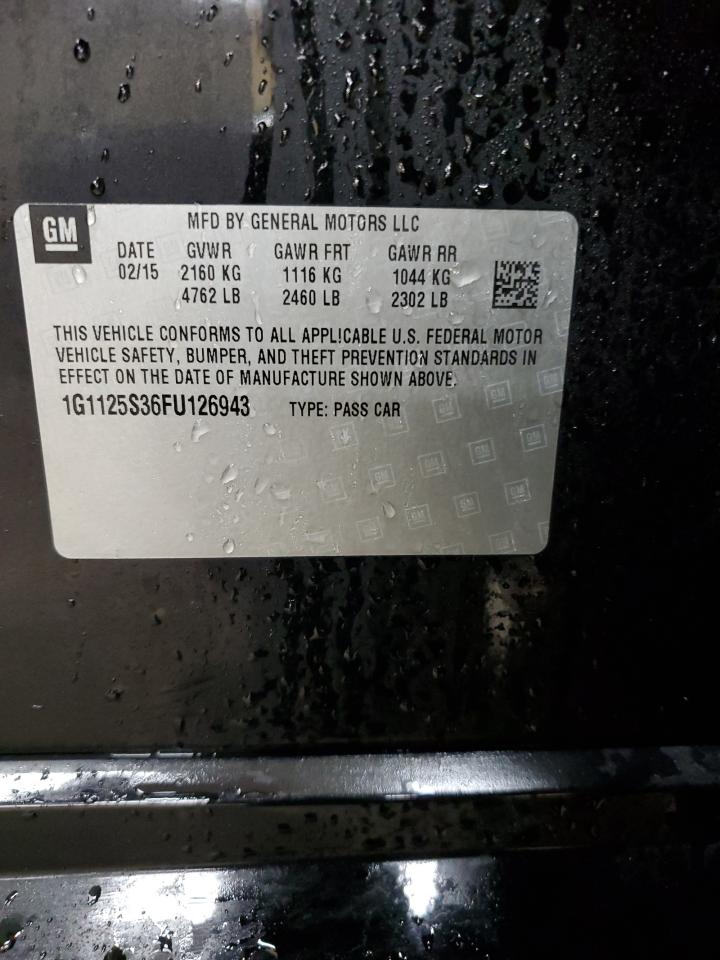 GM
MFD BY GENERAL MOTORS LLC
DATE GVWR GAWR FRT GAWR RR
02/15 2160 KG 1116 KG 1044 KG
4762 LB 2460 LB 2302 LB
THIS VEHICLE CONFORMS TO ALL APPLICABLE U.S. FEDERAL MOTOR
VEHICLE SAFETY, BUMPER, AND THEFT PREVENTION STANDARDS IN
EFFECT ON THE DATE OF MANUFACTURE SHOWN ABOVE.
1G1125S36FU126943 TYPE: PASS CAR